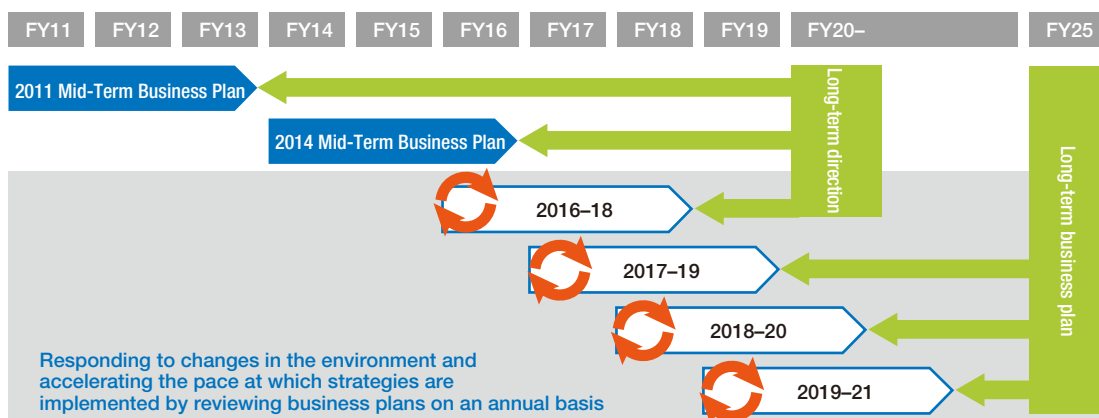 FY11 FY12 FY13 FY14 FY15 FY16 FY17 FY18 FY19 FY20– FY25
2011 Mid-Term Business Plan
2014 Mid-Term Business Plan
Long-term direction
2016–18
2017–19
2018–20
2019–21
Long-term business plan
Responding to changes in the environment and
accelerating the pace at which strategies are
implemented by reviewing business plans on an annual basis